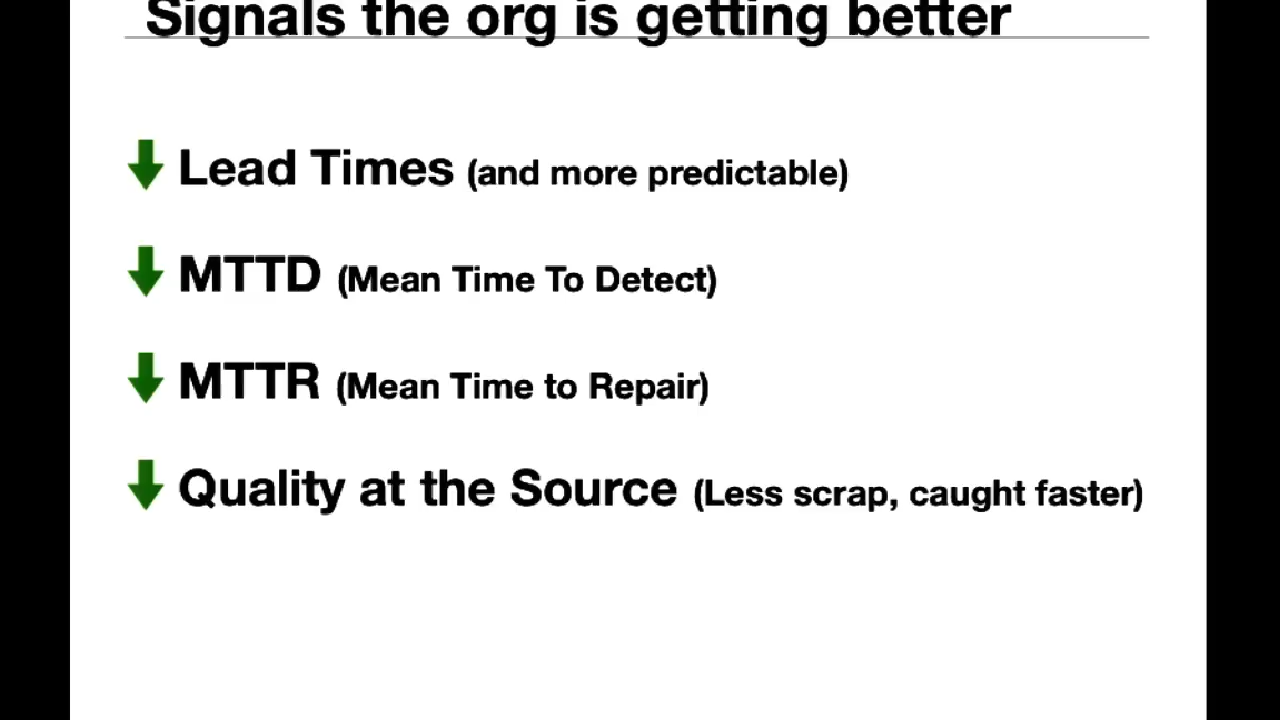 Signals the org is getting better
Lead Times (and more predictable)
MTTD (Mean Time To Detect)
MTTR (Mean Time to Repair)
Quality at the Source (Less scrap, caught faster)